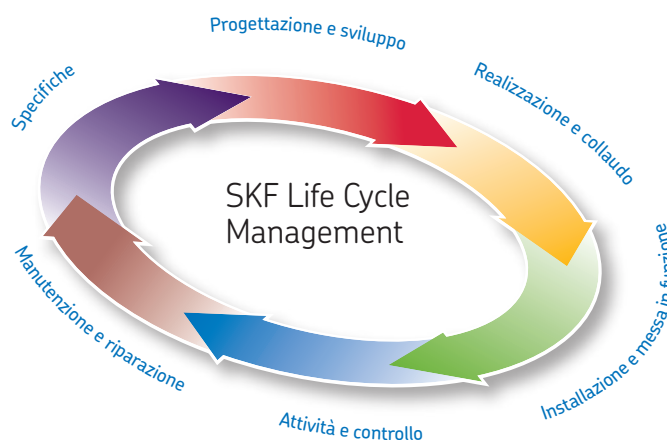 Progettazione e sviluppo
Specifiche
Realizzazione e collaudo
SKF Life Cycle
Management
Installazione e messa in funzione
Manutenzione e riparazione
Attività e controllo